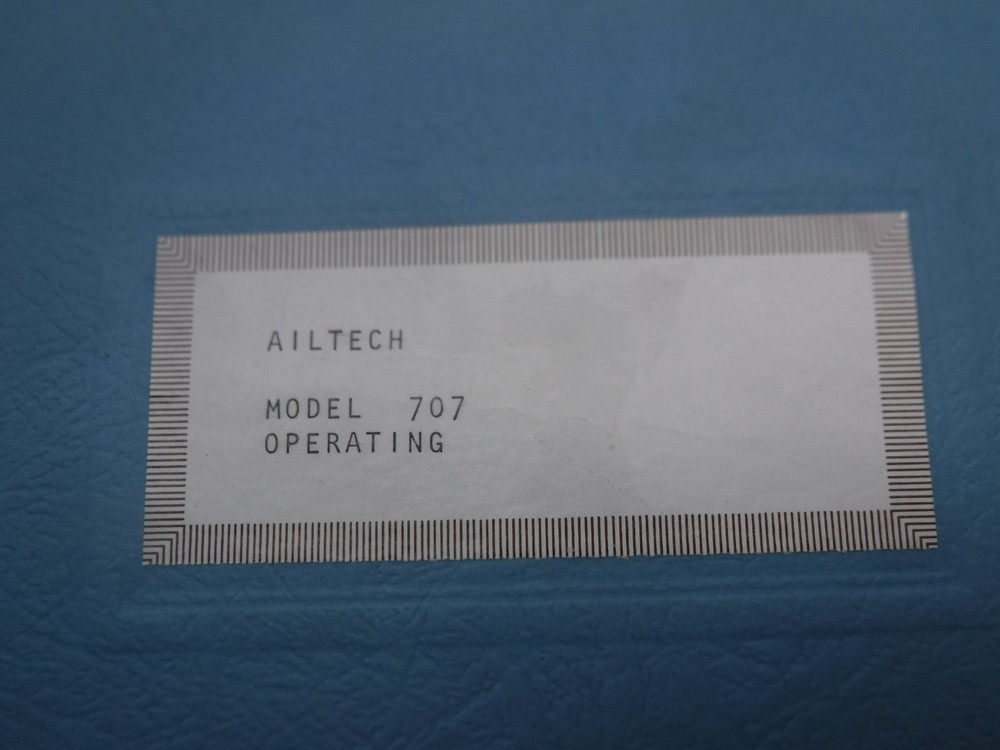 AILTECH
MODEL 707
OPERATING